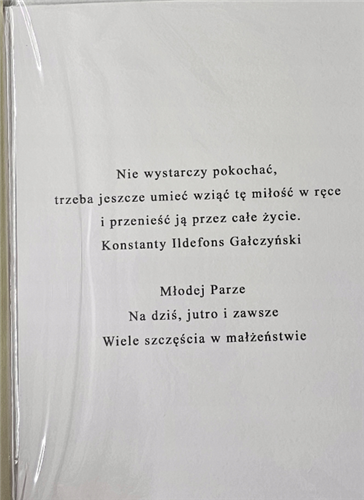 Nie wystarczy pokochać,
trzeba jeszcze umieć wziąć tę miłość w ręce
i przenieść ją przez całe życie.
Konstanty Ildefons Gałczyński
Młodej Parze
Na dziś, jutro i zawsze
Wiele szczęścia w małżeństwie